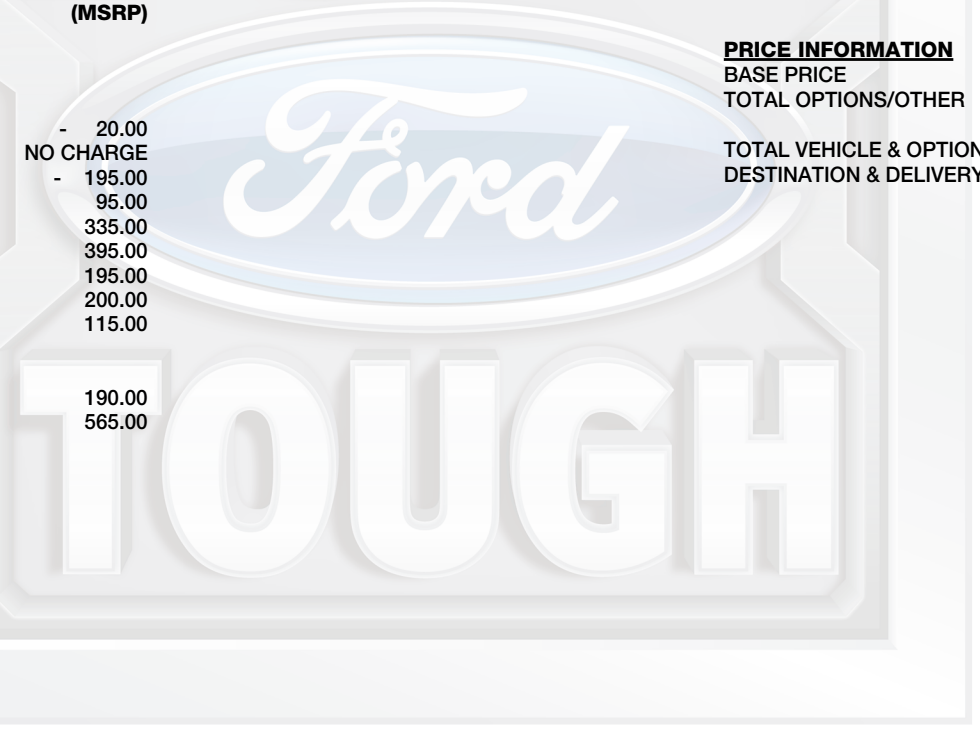 (MSRP)
- 20.00
NO CHARGE
- 195.00
95.00
335.00
395.00
195.00
200.00
115.00
190.00
565.00
PRICE INFORMATION
BASE PRICE
TOTAL OPTIONS/OTHER
TOTAL VEHICLE & OPTION
DESTINATION & DELIVERY
Ford
TOUGH